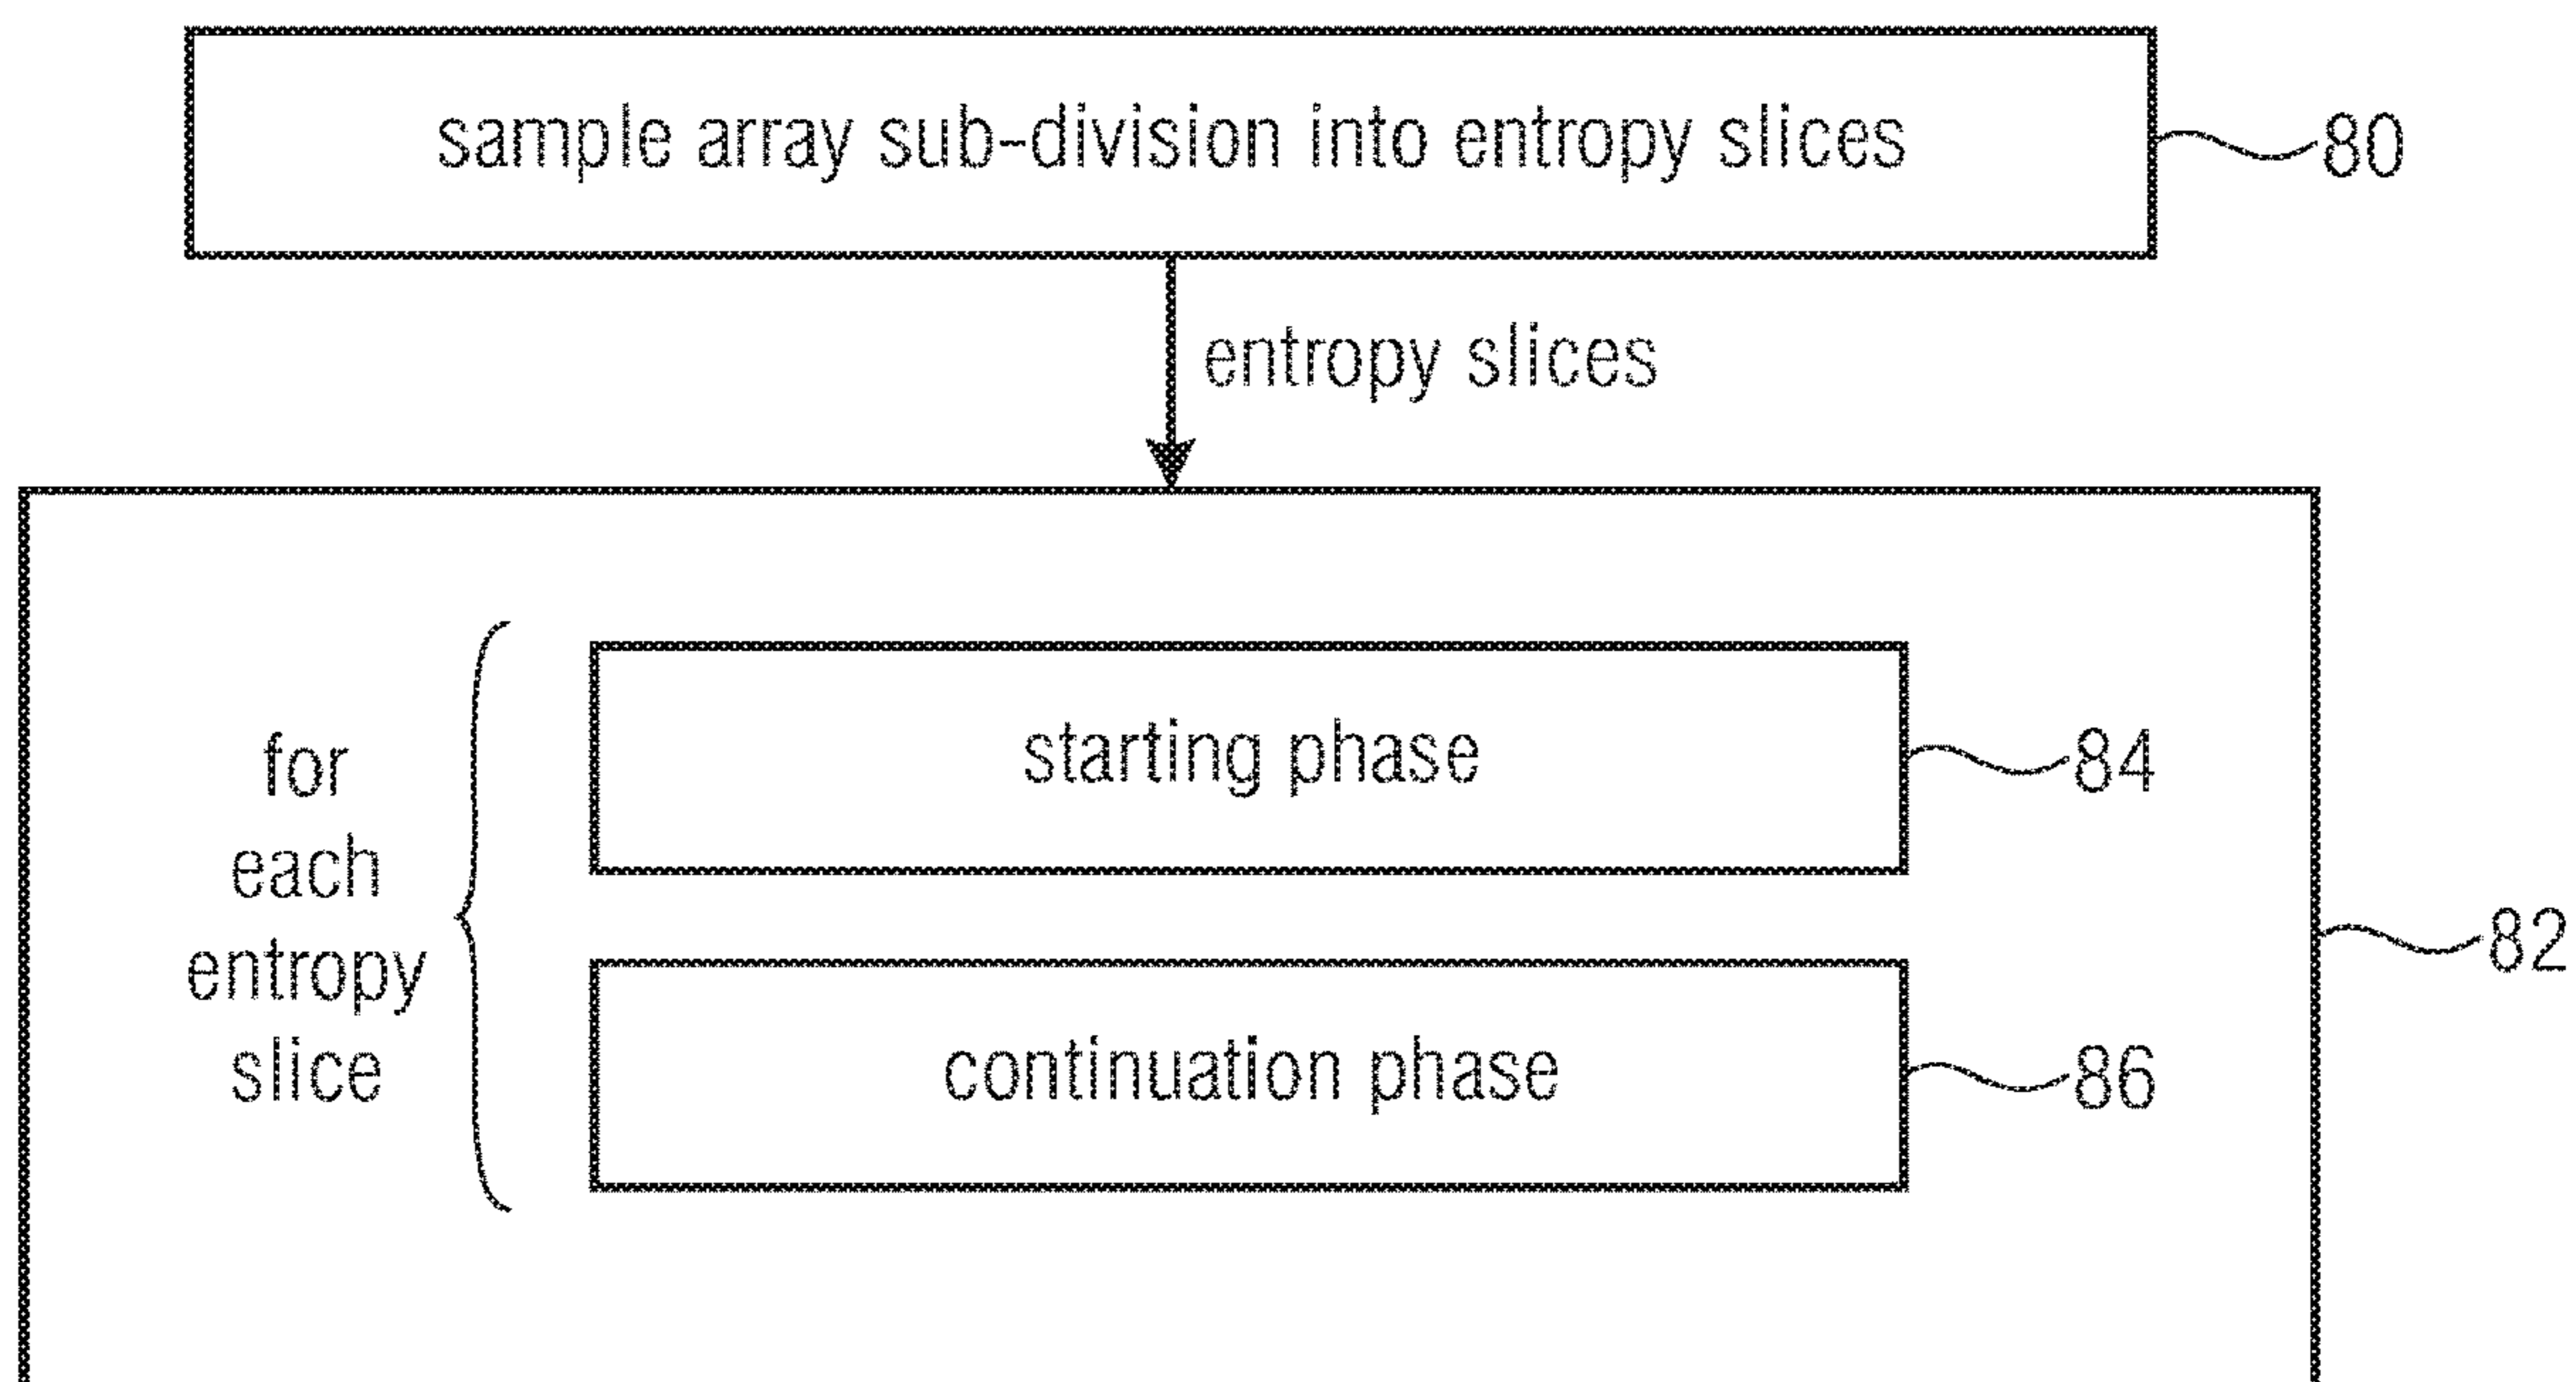 sample array sub-division into entropy slices
80
entropy slices
for
each
entropy
slice
starting phase
84
continuation phase
86
82